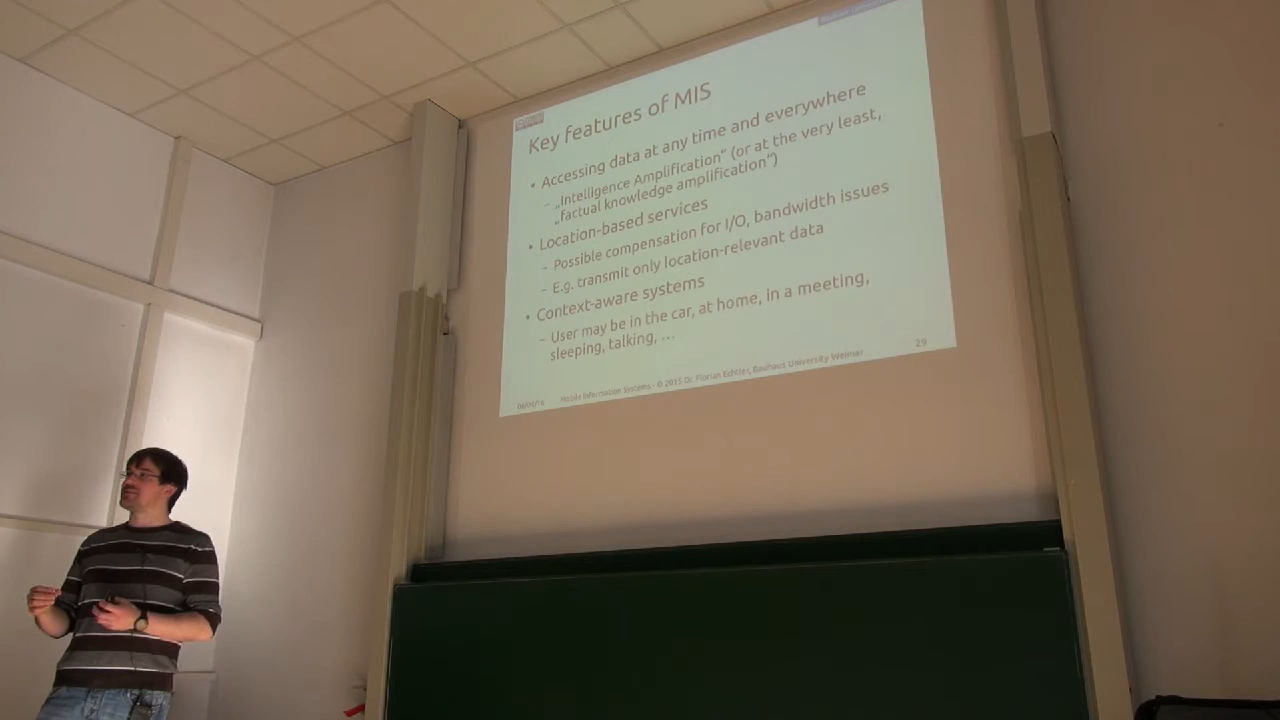 Key features of MIS
• Accessing data at any time and everywhere
– „Intelligence Amplification“ (or at the very least,
„factual knowledge amplification“)
• Location-based services
– Possible compensation for I/O, bandwidth issues
– E.g. transmit only location-relevant data
• Context-aware systems
– User may be in the car, at home, in a meeting,
sleeping, talking, …
Mobile Information Systems - © 2015 Dr. Florian Echtler, Bauhaus University Weimar
29